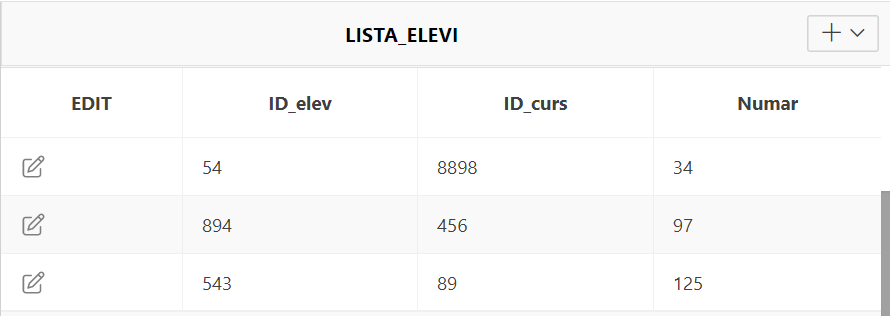 LISTA_ELEVI
EDIT ID_elev ID_curs Numar
54 8898 34
894 456 97
543 89 125